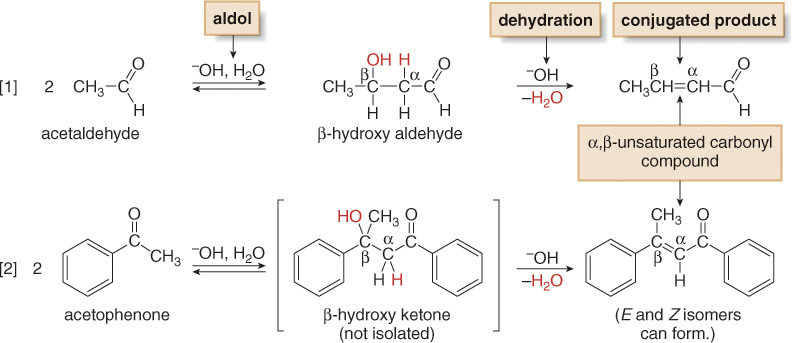 aldol
dehydration
conjugated product
[1] 2 CH₃–C O H
⁻OH, H₂O
OH H
β α O
CH₃–C–C–C
H H H
⁻OH
–H₂O
β α O
CH₃CH=CH–C
H
acetaldehyde
β-hydroxy aldehyde
α,β-unsaturated carbonyl
compound
[2] 2
O
C
CH₃
⁻OH, H₂O
HO CH₃ O
C α C
β C
H H
⁻OH
–H₂O
CH₃ O
C α C
β C
H
acetophenone
β-hydroxy ketone
(not isolated)
(E and Z isomers
can form.)